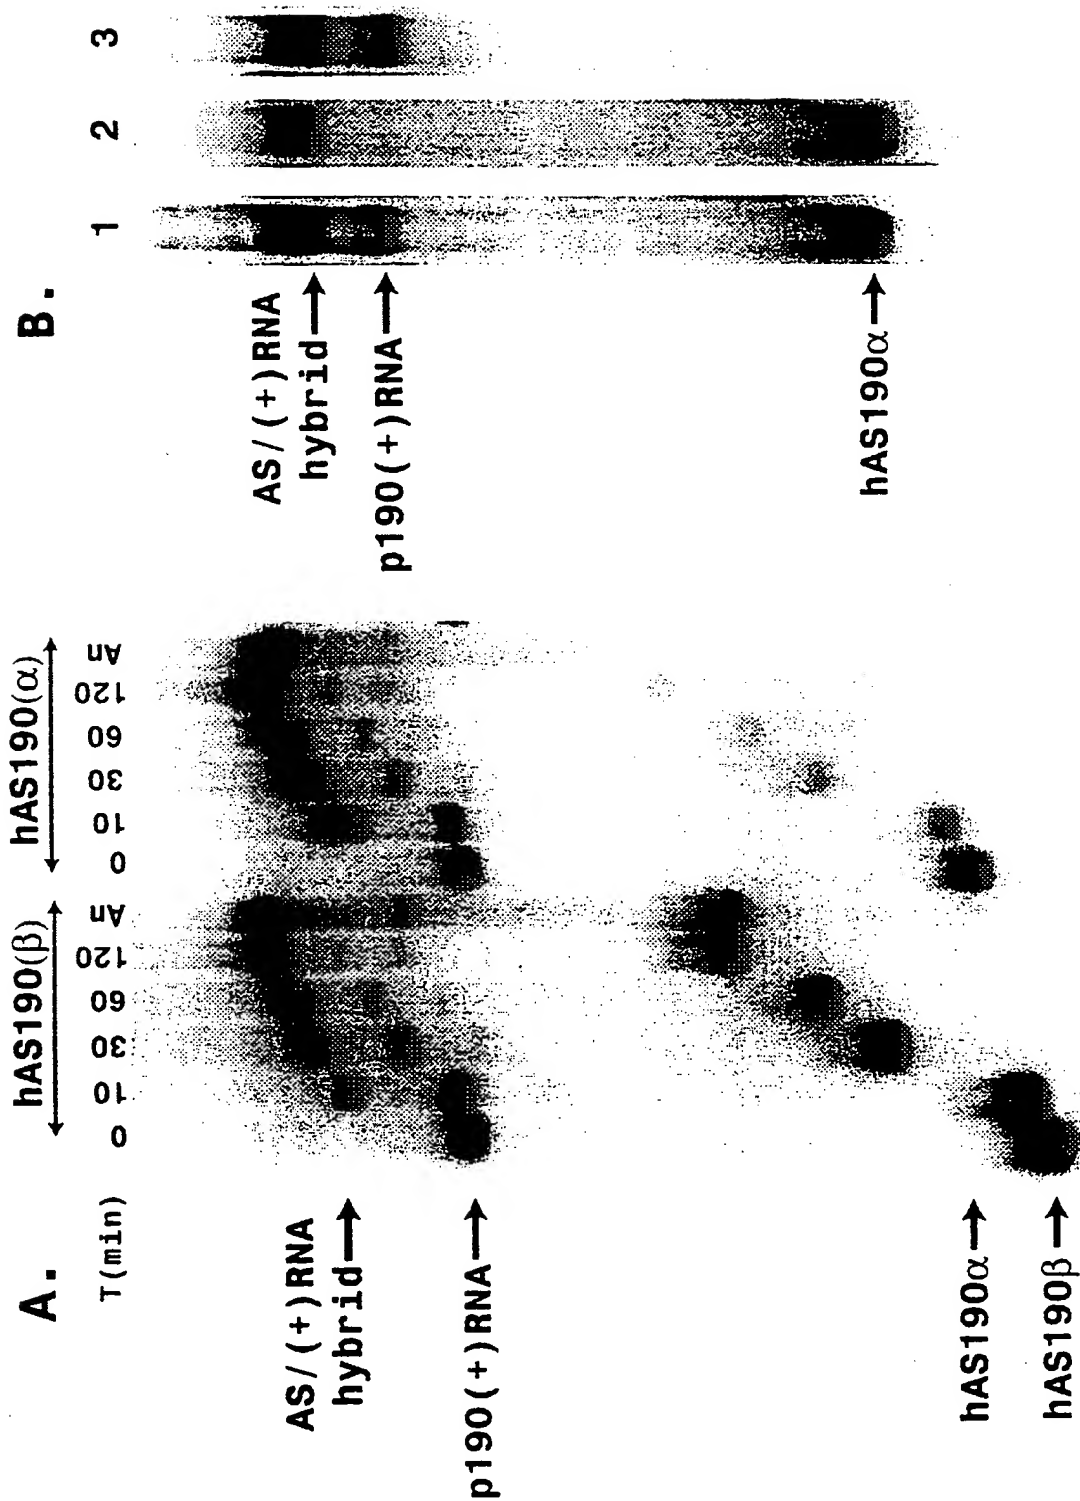 A.
hAS190(β)
hAS190(α)
T(min)
0
10
30
60
120
An
0
10
30
60
120
An
AS/(+)RNA
hybrid
p190(+)RNA
hAS190α
hAS190β
B.
1
2
3
AS/(+)RNA
hybrid
p190(+)RNA
hAS190α